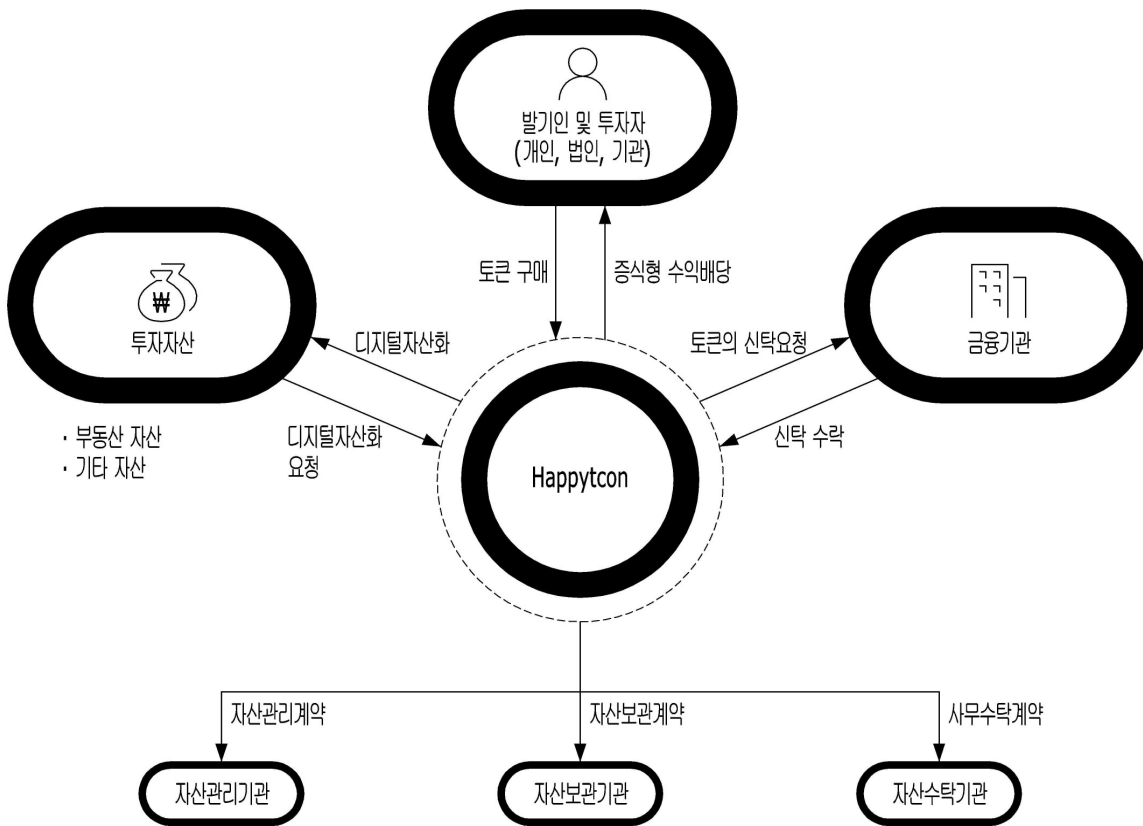 발기인 및 투자자
(개인, 법인, 기관)
토큰 구매
증식형 수익배당
₩
투자자산
디지털자산화
토큰의 신탁요청
금융기관
· 부동산 자산
· 기타 자산
디지털자산화
요청
신탁 수락
Happytcon
자산관리계약
자산보관계약
사무수탁계약
자산관리기관
자산보관기관
자산수탁기관